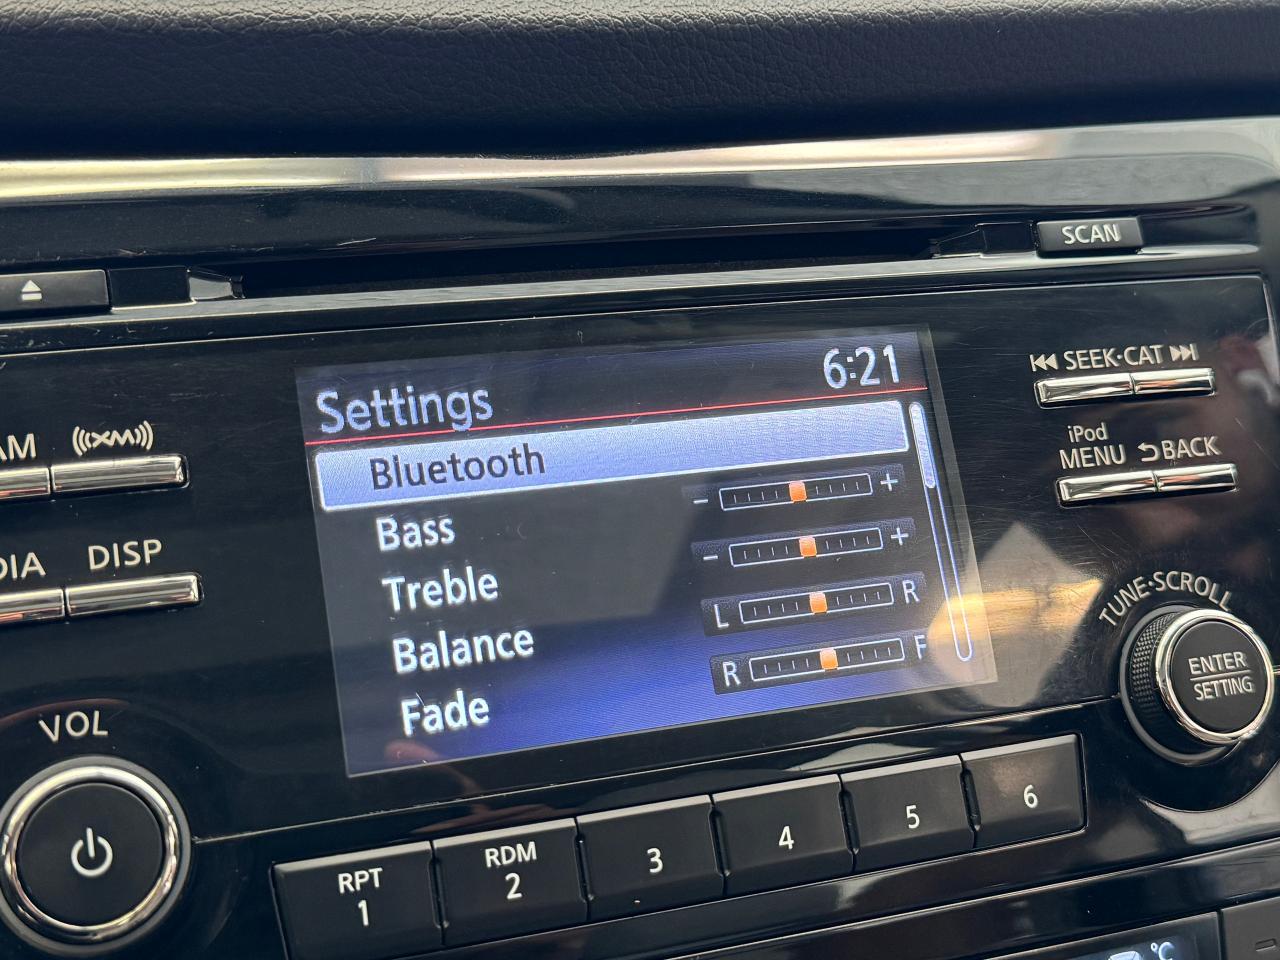 SCAN
Settings 6:21
Bluetooth
Bass - +
Treble - +
Balance L R
Fade R F
SEEK·CAT
iPod
MENU BACK
TUNE·SCROLL
ENTER
SETTING
AM XM
DISP
VOL
RPT
1
RDM
2
3
4
5
6
°C